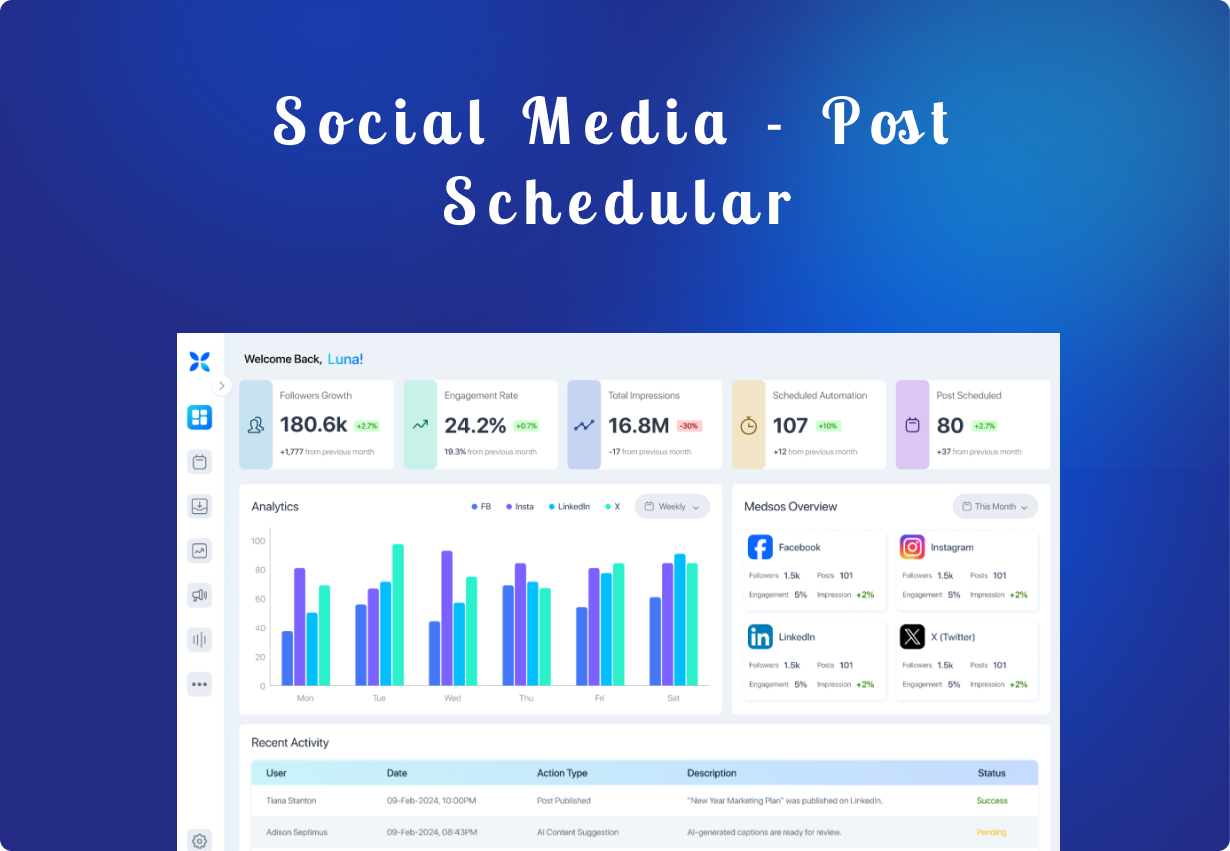 Social Media - Post
Schedular
Welcome Back, Luna!
Followers Growth
180.6k +2.7%
+1,777 from previous month
Engagement Rate
24.2% +0.7%
19.3% from previous month
Total Impressions
16.8M -30%
-17 from previous month
Scheduled Automation
107 +10%
+12 from previous month
Post Scheduled
80 +2.7%
+37 from previous month
Analytics
FB Insta LinkedIn X Weekly
100
80
60
40
20
0
Mon Tue Wed Thu Fri Sat
Medsos Overview This Month
Facebook
Followers 1.5k Posts 101
Engagement 5% Impression +2%
Instagram
Followers 1.5k Posts 101
Engagement 5% Impression +2%
LinkedIn
Followers 1.5k Posts 101
Engagement 5% Impression +2%
X (Twitter)
Followers 1.5k Posts 101
Engagement 5% Impression +2%
Recent Activity
User Date Action Type Description Status
Tiana Stanton 09-Feb-2024, 10:00PM Post Published "New Year Marketing Plan" was published on LinkedIn. Success
Adison Septimus 09-Feb-2024, 08:43PM AI Content Suggestion AI-generated captions are ready for review. Pending